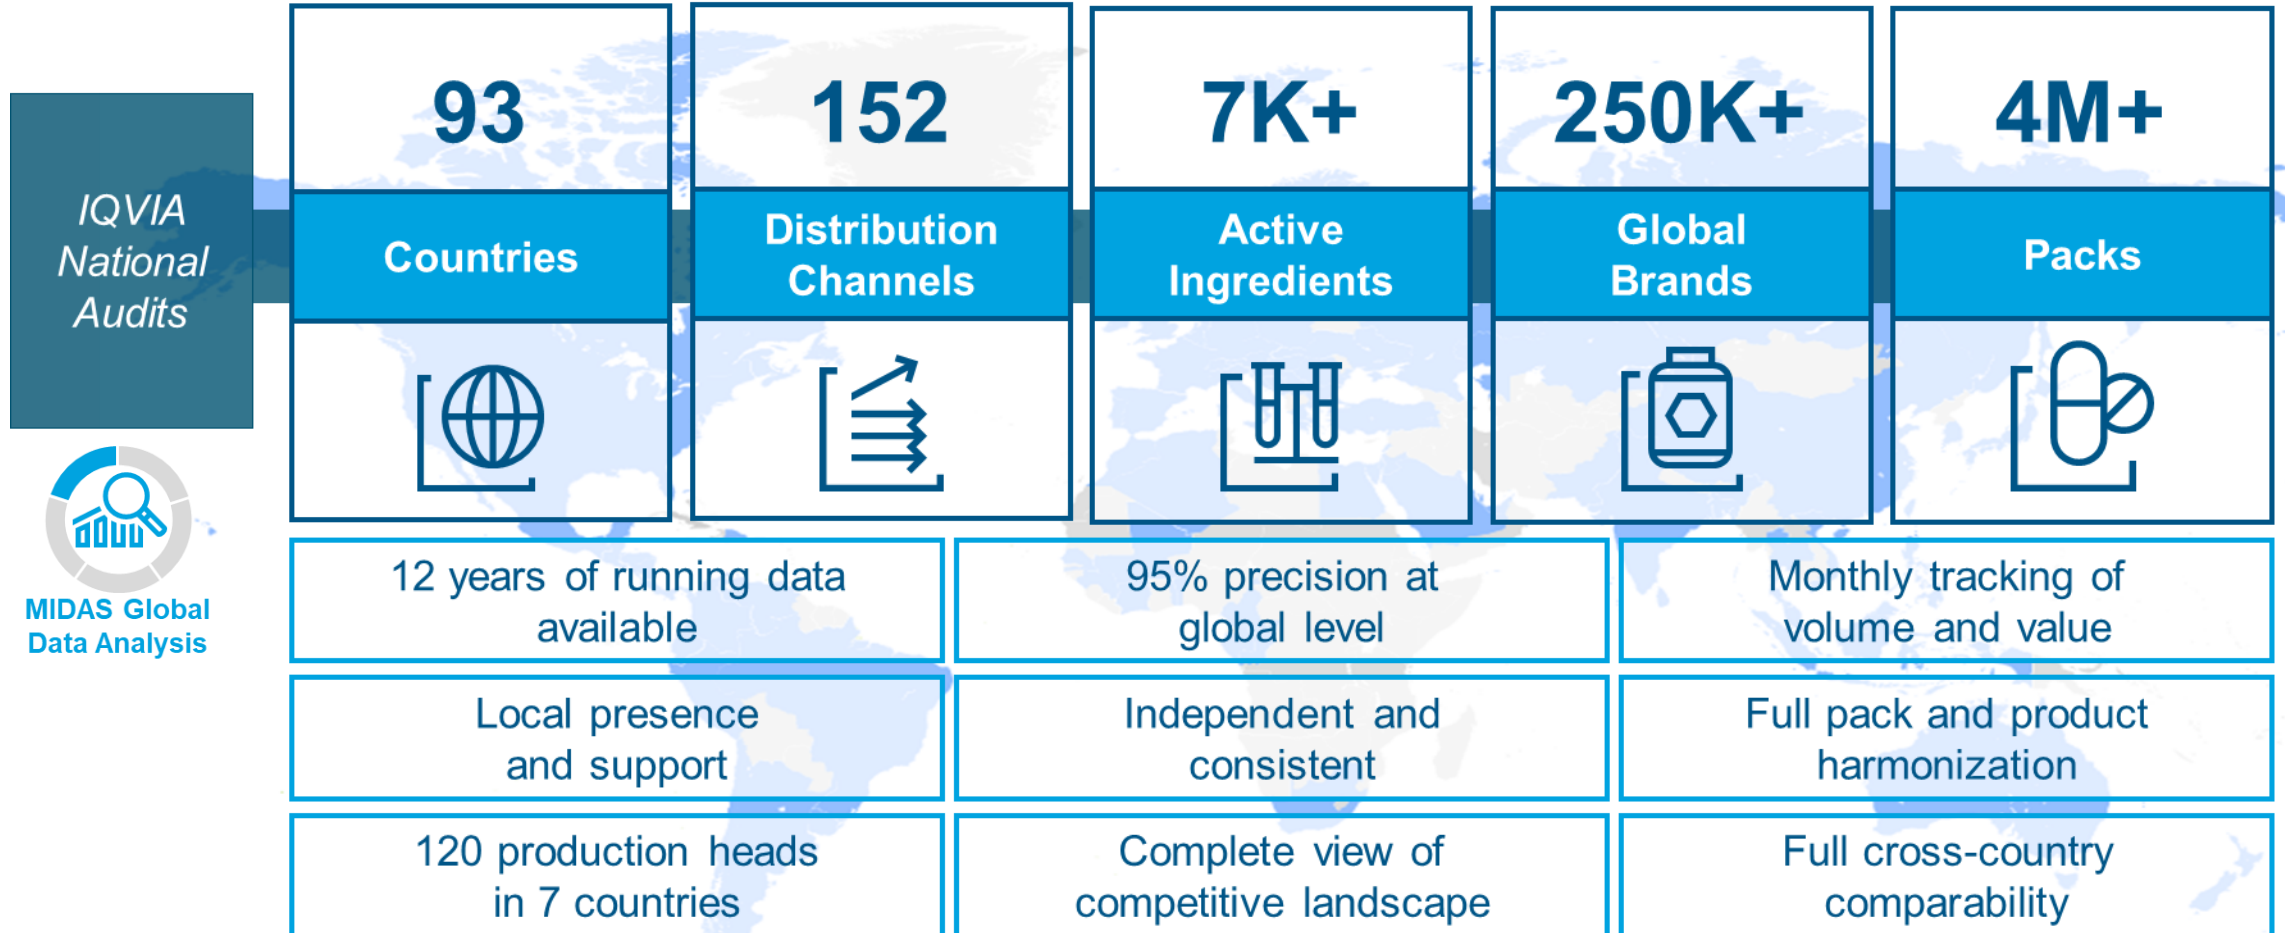 IQVIA
National
Audits
MIDAS Global
Data Analysis
93
Countries
152
Distribution
Channels
7K+
Active
Ingredients
250K+
Global
Brands
4M+
Packs
12 years of running data
available
95% precision at
global level
Monthly tracking of
volume and value
Local presence
and support
Independent and
consistent
Full pack and product
harmonization
120 production heads
in 7 countries
Complete view of
competitive landscape
Full cross-country
comparability